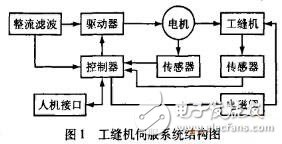 整流滤波 驱动器 电机 工缝机
控制器 传感器 传感器
人机接口
图1 工缝机伺服系统结构图